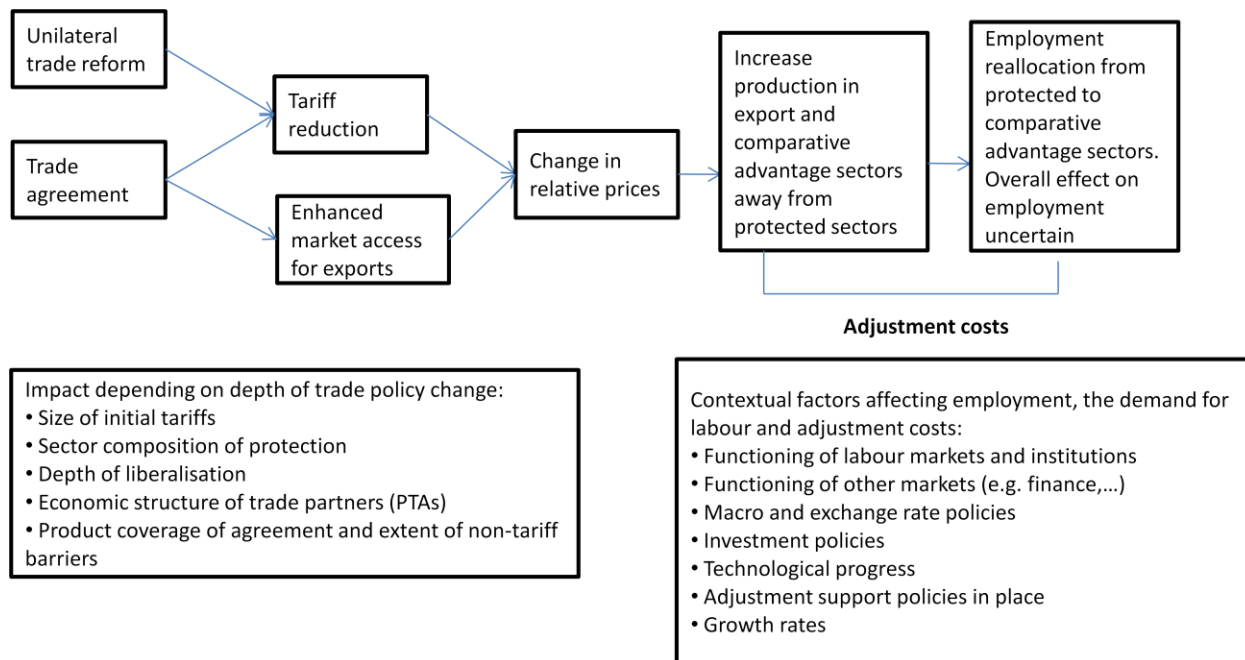 Unilateral
trade reform
Trade
agreement
Tariff
reduction
Enhanced
market access
for exports
Change in
relative prices
Increase
production in
export and
comparative
advantage sectors
away from
protected sectors
Employment
reallocation from
protected to
comparative
advantage sectors.
Overall effect on
employment
uncertain
Adjustment costs
Impact depending on depth of trade policy change:
• Size of initial tariffs
• Sector composition of protection
• Depth of liberalisation
• Economic structure of trade partners (PTAs)
• Product coverage of agreement and extent of non-tariff
barriers
Contextual factors affecting employment, the demand for
labour and adjustment costs:
• Functioning of labour markets and institutions
• Functioning of other markets (e.g. finance,...)
• Macro and exchange rate policies
• Investment policies
• Technological progress
• Adjustment support policies in place
• Growth rates